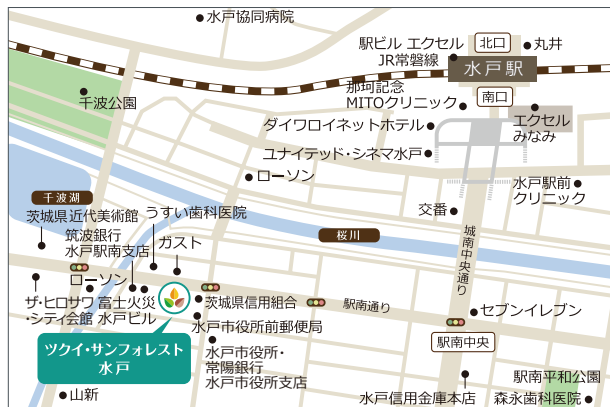 水戸協同病院
駅ビル エクセル
北口
丸井
JR常磐線
水戸駅
千波公園
那珂記念
MITOクリニック
南口
エクセル
みなみ
ダイワロイネットホテル
ユナイテッド・シネマ水戸
ローソン
水戸駅前
クリニック
千波湖
交番
茨城県近代美術館
うすい歯科医院
桜川
城南中央通り
筑波銀行
水戸駅南支店
ガスト
ローソン
ザ・ヒロサワ
・シティ会館
富士火災
水戸ビル
茨城県信用組合
駅南通り
セブンイレブン
水戸市役所前郵便局
駅南中央
ツクイ・サンフォレスト
水戸
水戸市役所・
常陽銀行
水戸市役所支店
駅南平和公園
山新
水戸信用金庫本店
森永歯科医院